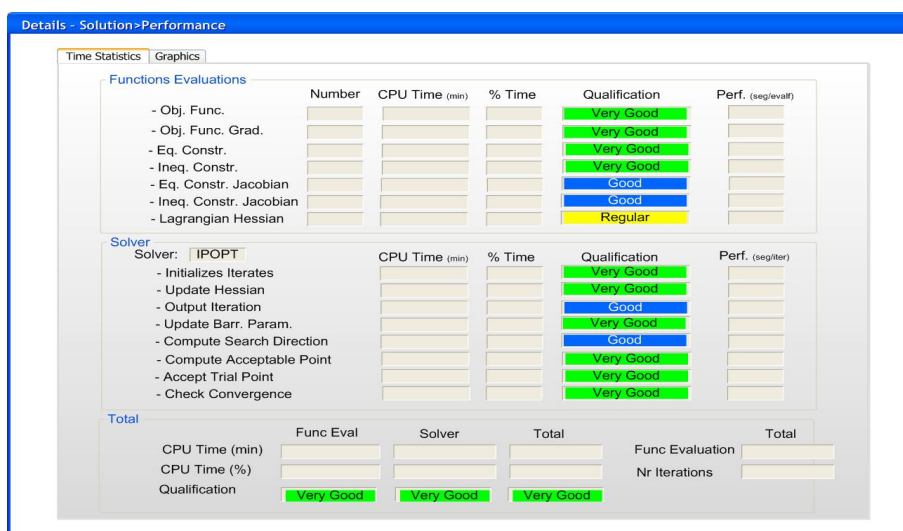 Details - Solution>Performance
Time Statistics Graphics
Functions Evaluations
Number CPU Time (min) % Time Qualification Perf. (seg/evalf)
- Obj. Func. Very Good
- Obj. Func. Grad. Very Good
- Eq. Constr. Very Good
- Ineq. Constr. Very Good
- Eq. Constr. Jacobian Good
- Ineq. Constr. Jacobian Good
- Lagrangian Hessian Regular
Solver
Solver: IPOPT
CPU Time (min) % Time Qualification Perf. (seg/iter)
- Initializes Iterates Very Good
- Update Hessian Very Good
- Output Iteration Good
- Update Barr. Param. Very Good
- Compute Search Direction Good
- Compute Acceptable Point Very Good
- Accept Trial Point Very Good
- Check Convergence Very Good
Total
Func Eval Solver Total Total
CPU Time (min) Func Evaluation
CPU Time (%) Nr Iterations
Qualification Very Good Very Good Very Good